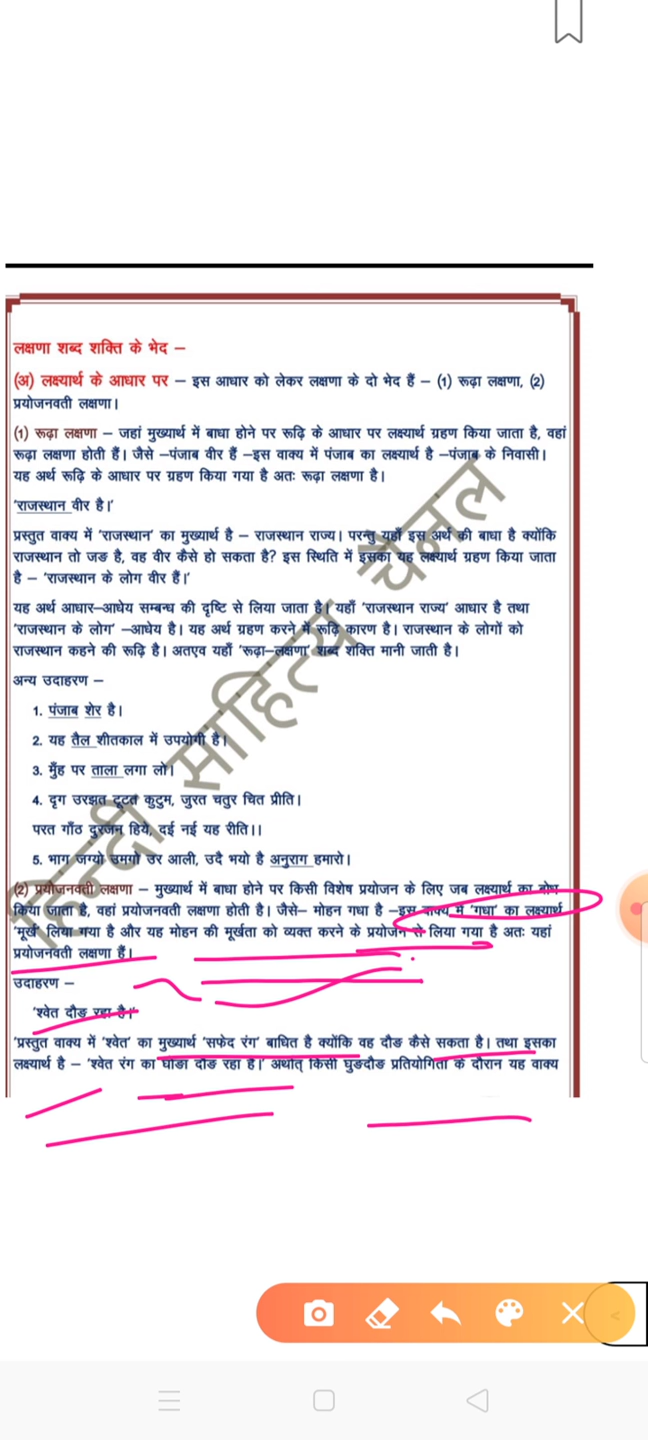 लक्षणा शब्द शक्ति के भेद –
(अ) लक्ष्यार्थ के आधार पर – इस आधार को लेकर लक्षणा के दो भेद हैं – (1) रूढ़ा लक्षणा, (2)
प्रयोजनवती लक्षणा।
(1) रूढ़ा लक्षणा – जहां मुख्यार्थ में बाधा होने पर रूढि के आधार पर लक्ष्यार्थ ग्रहण किया जाता है, वहां
रूढ़ा लक्षणा होती हैं। जैसे –पंजाब वीर हैं –इस वाक्य में पंजाब का लक्ष्यार्थ है –पंजाब के निवासी।
यह अर्थ रूढि के आधार पर ग्रहण किया गया है अतः रूढा लक्षणा है।
'राजस्थान वीर है।'
प्रस्तुत वाक्य में 'राजस्थान' का मुख्यार्थ है – राजस्थान राज्य। परन्तु यहाँ इस अर्थ की बाधा है क्योंकि
राजस्थान तो जङ है, वह वीर कैसे हो सकता है? इस स्थिति में इसका यह लक्ष्यार्थ ग्रहण किया जाता
है – 'राजस्थान के लोग वीर हैं।'
यह अर्थ आधार–आधेय सम्बन्ध की दृष्टि से लिया जाता है। यहाँ 'राजस्थान राज्य' आधार है तथा
'राजस्थान के लोग' –आधेय है। यह अर्थ ग्रहण करने में रूढ़ि कारण है। राजस्थान के लोगों को
राजस्थान कहने की रूढि है। अतएव यहाँ 'रूढा–लक्षणा' शब्द शक्ति मानी जाती है।
अन्य उदाहरण –
1. पंजाब शेर है।
2. यह तैल शीतकाल में उपयोगी है।
3. मुँह पर ताला लगा लो।
4. दृग उरझत टूटत कुटुम, जुरत चतुर चित प्रीति।
परत गाँठ दुरजन हिये, दई नई यह रीति।।
5. भाग जग्यो उमगो उर आली, उदै भयो है अनुराग हमारो।
(2) प्रयोजनवती लक्षणा – मुख्यार्थ में बाधा होने पर किसी विशेष प्रयोजन के लिए जब लक्ष्यार्थ का बोध
किया जाता है, वहां प्रयोजनवती लक्षणा होती है। जैसे– मोहन गधा है –इस वाक्य में 'गधा' का लक्ष्यार्थ
'मूर्ख' लिया गया है और यह मोहन की मूर्खता को व्यक्त करने के प्रयोजन से लिया गया है अतः यहां
प्रयोजनवती लक्षणा हैं।
उदाहरण –
'श्वेत दौङ रहा है।'
'प्रस्तुत वाक्य में 'श्वेत' का मुख्यार्थ 'सफेद रंग' बाधित है क्योंकि वह दौङ कैसे सकता है। तथा इसका
लक्ष्यार्थ है – 'श्वेत रंग का घोङा दौङ रहा है।' अर्थात् किसी घुङदौङ प्रतियोगिता के दौरान यह वाक्य
हिन्दी साहित्य चैनल